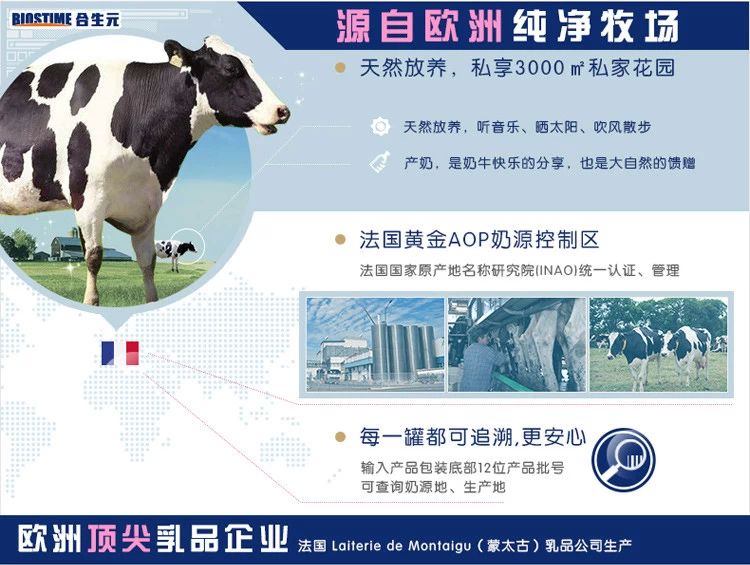 BIOSTIME 合生元
源自欧洲纯净牧场
天然放养，私享3000㎡私家花园
天然放养，听音乐、晒太阳、吹风散步
产奶，是奶牛快乐的分享，也是大自然的馈赠
法国黄金AOP奶源控制区
法国国家原产地名称研究院(INAO)统一认证、管理
每一罐都可追溯,更安心
输入产品包装底部12位产品批号
可查询奶源地、生产地
欧洲顶尖乳品企业 法国 Laiterie de Montaigu（蒙太古）乳品公司生产